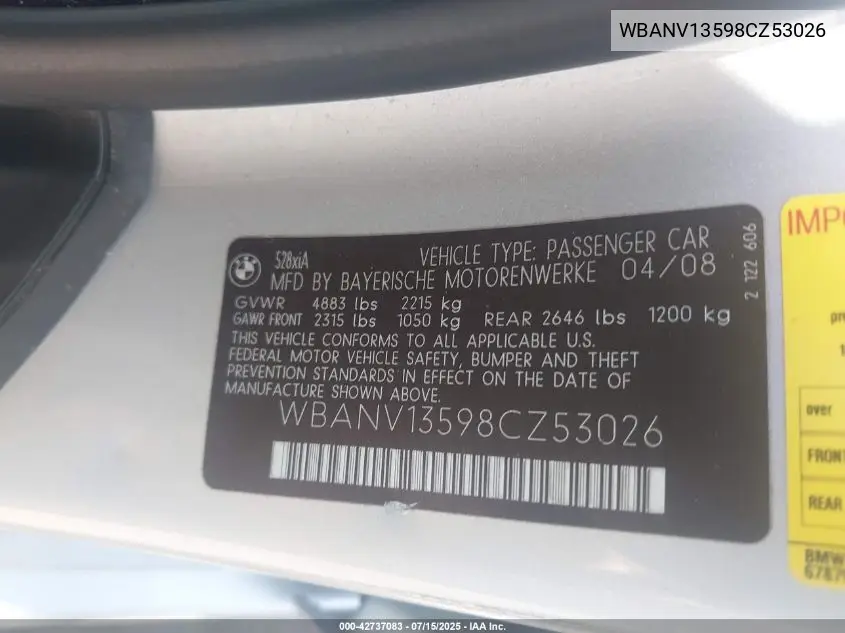 WBANV13598CZ53026
528xiA
VEHICLE TYPE: PASSENGER CAR
MFD BY BAYERISCHE MOTORENWERKE 04/08
GVWR 4883 lbs 2215 kg
GAWR FRONT 2315 lbs 1050 kg REAR 2646 lbs 1200 kg
THIS VEHICLE CONFORMS TO ALL APPLICABLE U.S.
FEDERAL MOTOR VEHICLE SAFETY, BUMPER AND THEFT
PREVENTION STANDARDS IN EFFECT ON THE DATE OF
MANUFACTURE SHOWN ABOVE.
WBANV13598CZ53026
2 122 606
over
FRONT
REAR
BMW
000-42737083 - 07/15/2025 - IAA Inc.